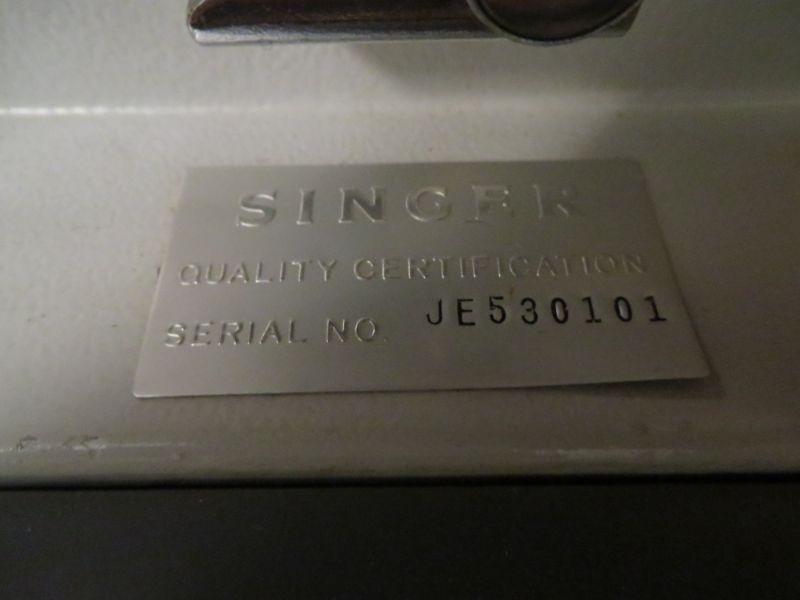 SINGER
QUALITY CERTIFICATION
SERIAL NO. JE530101